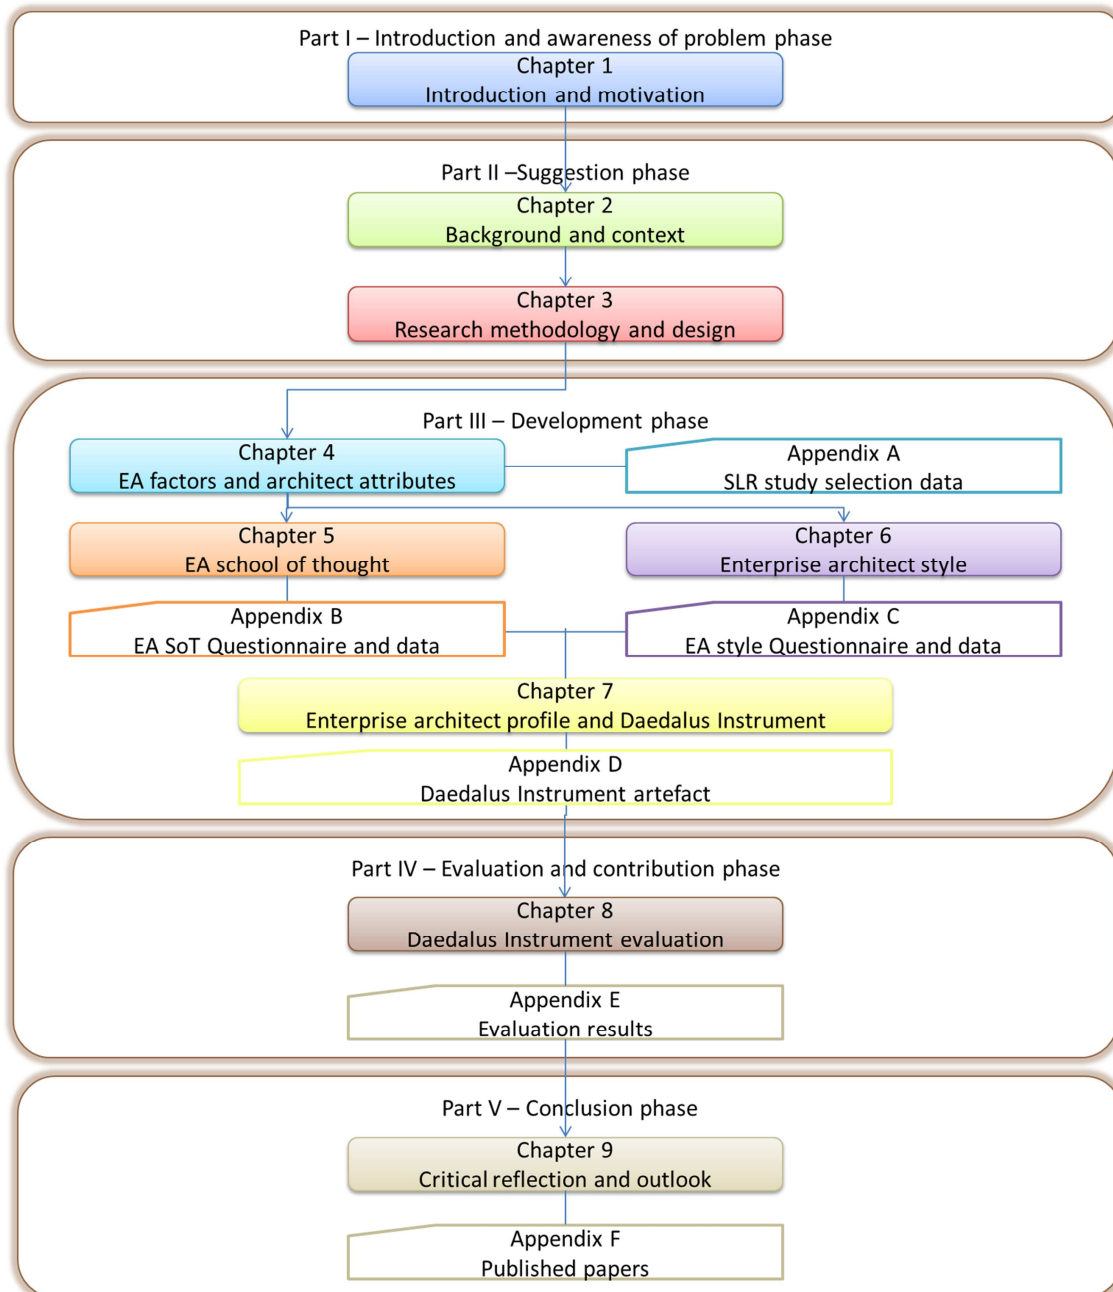 Part I – Introduction and awareness of problem phase
Chapter 1
Introduction and motivation
Part II –Suggestion phase
Chapter 2
Background and context
Chapter 3
Research methodology and design
Part III – Development phase
Chapter 4
EA factors and architect attributes
Appendix A
SLR study selection data
Chapter 5
EA school of thought
Chapter 6
Enterprise architect style
Appendix B
EA SoT Questionnaire and data
Appendix C
EA style Questionnaire and data
Chapter 7
Enterprise architect profile and Daedalus Instrument
Appendix D
Daedalus Instrument artefact
Part IV – Evaluation and contribution phase
Chapter 8
Daedalus Instrument evaluation
Appendix E
Evaluation results
Part V – Conclusion phase
Chapter 9
Critical reflection and outlook
Appendix F
Published papers